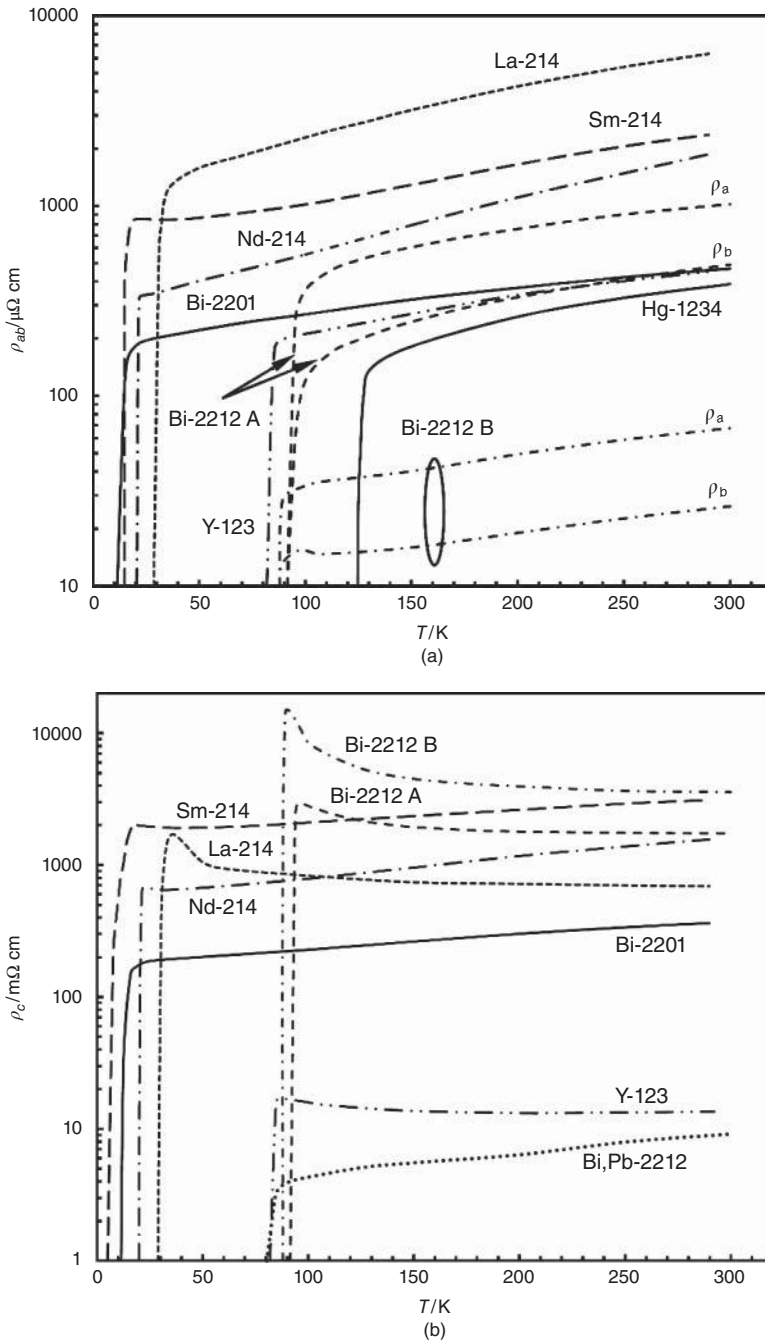 10000
La-214
Sm-214
1000
ρa
Nd-214
ρb
Bi-2201
Hg-1234
ρab/μΩ cm
100
Bi-2212 A
Bi-2212 B
ρa
Y-123
ρb
10
0 50 100 150 200 250 300
T/K
(a)
10000
Bi-2212 B
Sm-214
Bi-2212 A
La-214
1000
Nd-214
Bi-2201
ρc/mΩ cm
100
Y-123
10
Bi,Pb-2212
1
0 50 100 150 200 250 300
T/K
(b)